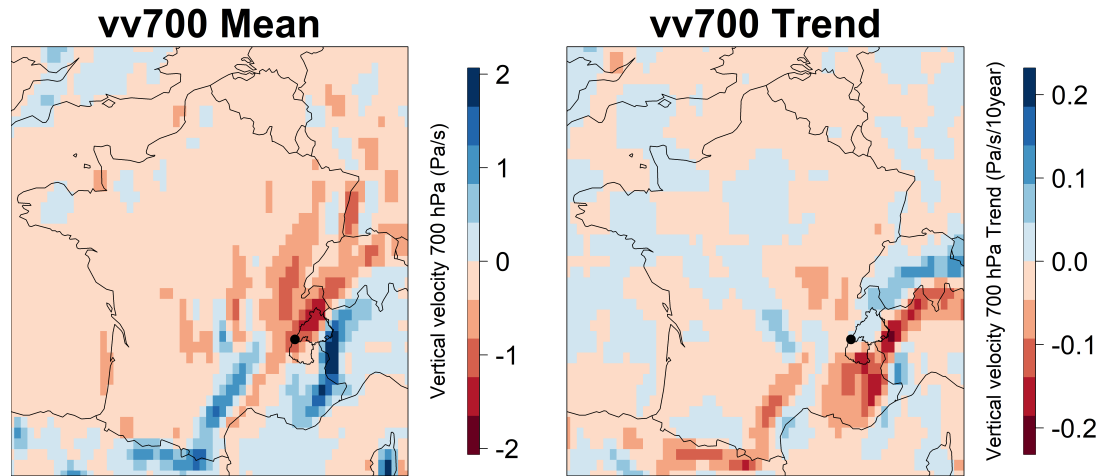 vv700 Mean
vv700 Trend
2
1
0
-1
-2
Vertical velocity 700 hPa (Pa/s)
0.2
0.1
0.0
-0.1
-0.2
Vertical velocity 700 hPa Trend (Pa/s/10year)